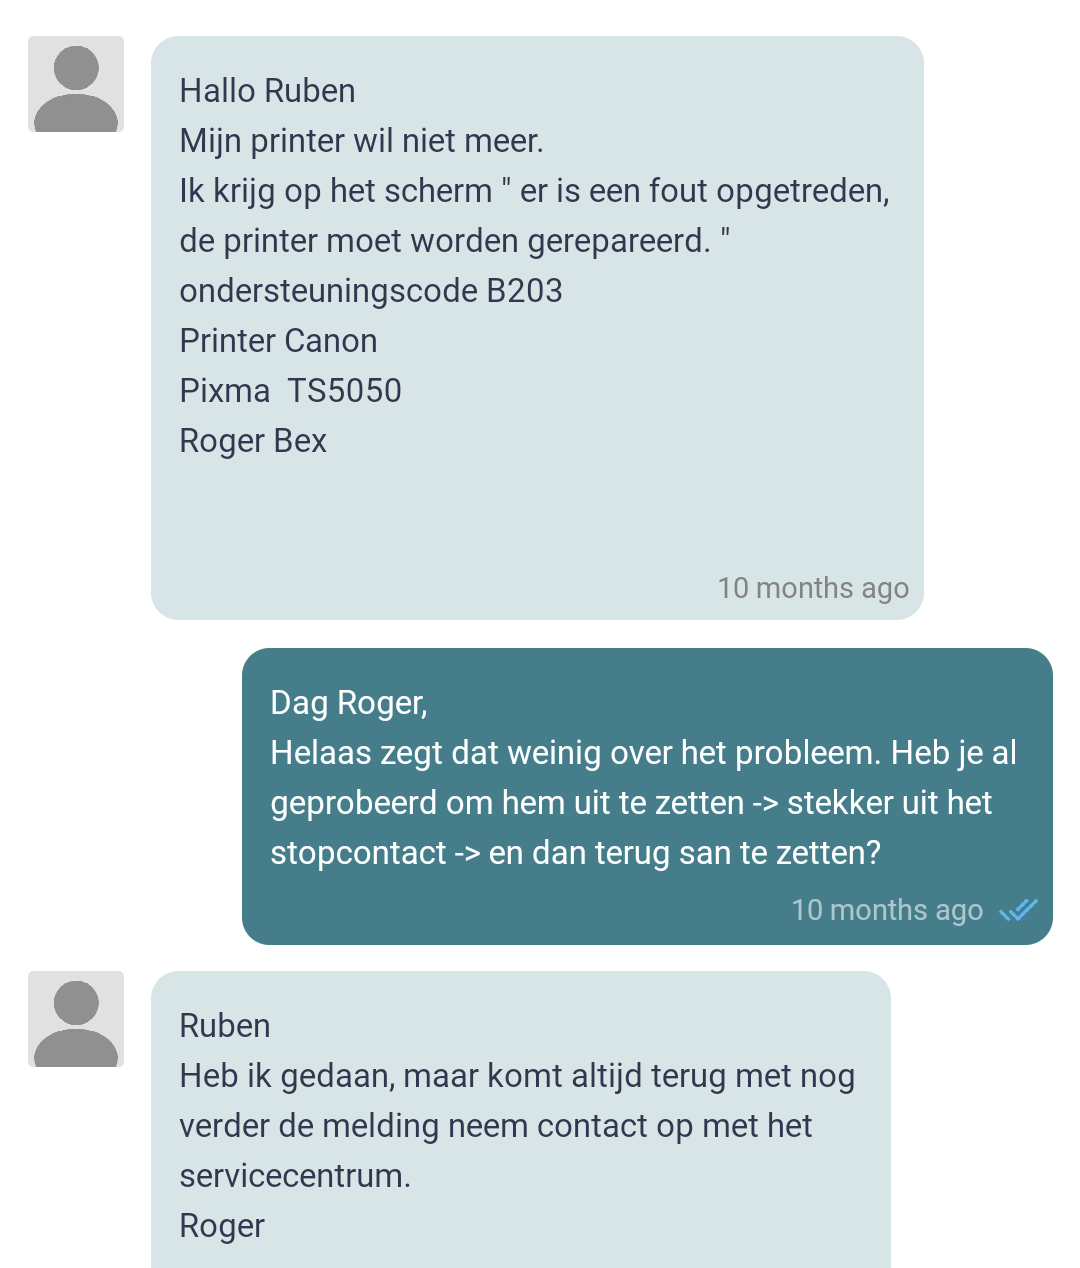 Hallo Ruben
Mijn printer wil niet meer.
Ik krijg op het scherm " er is een fout opgetreden,
de printer moet worden gerepareerd. "
ondersteuningscode B203
Printer Canon
Pixma  TS5050
Roger Bex
10 months ago
Dag Roger,
Helaas zegt dat weinig over het probleem. Heb je al
geprobeerd om hem uit te zetten -> stekker uit het
stopcontact -> en dan terug san te zetten?
10 months ago
Ruben
Heb ik gedaan, maar komt altijd terug met nog
verder de melding neem contact op met het
servicecentrum.
Roger